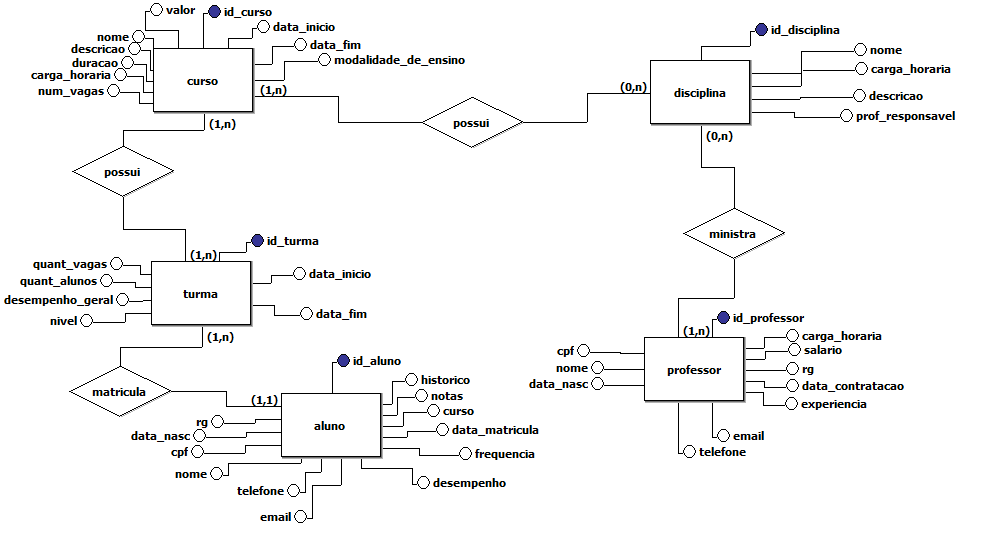 valor
id_curso
data_inicio
nome
descricao
duracao
carga_horaria
num_vagas
data_fim
modalidade_de_ensino
curso
(1,n)
(1,n)
possui
(0,n)
id_disciplina
nome
carga_horaria
descricao
prof_responsavel
disciplina
(0,n)
possui
ministra
(1,n)
id_turma
quant_vagas
quant_alunos
desempenho_geral
nivel
turma
data_inicio
data_fim
(1,n)
(1,n)
id_professor
cpf
nome
data_nasc
professor
carga_horaria
salario
rg
data_contratacao
experiencia
email
telefone
matricula
(1,1)
id_aluno
historico
notas
curso
data_matricula
frequencia
desempenho
aluno
rg
data_nasc
cpf
nome
telefone
email